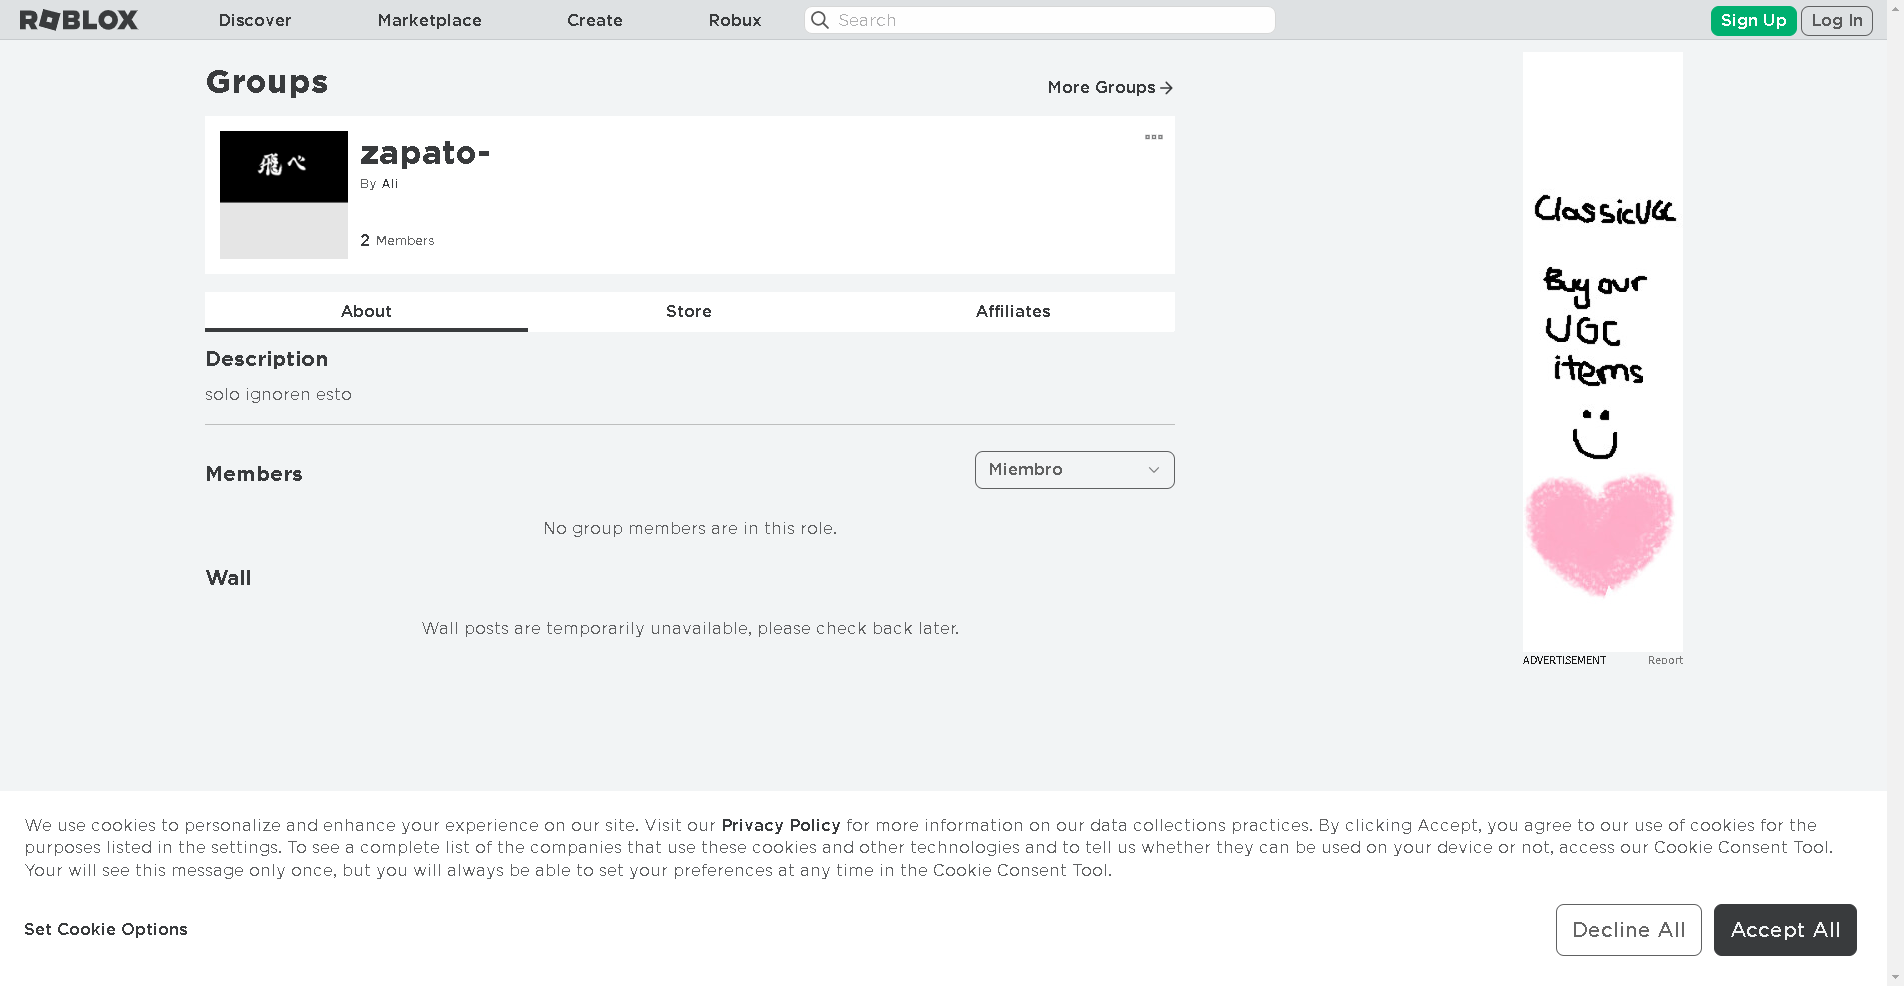 ROBLOX Discover Marketplace Create Robux Search Sign Up Log In
Groups
More Groups
飛べ
zapato-
By Ali
2 Members
About Store Affiliates
Description
solo ignoren esto
Members
Miembro
No group members are in this role.
Wall
Wall posts are temporarily unavailable, please check back later.
ClassicUGC
Buy our
UGC
items
ADVERTISEMENT Report
We use cookies to personalize and enhance your experience on our site. Visit our Privacy Policy for more information on our data collections practices. By clicking Accept, you agree to our use of cookies for the
purposes listed in the settings. To see a complete list of the companies that use these cookies and other technologies and to tell us whether they can be used on your device or not, access our Cookie Consent Tool.
Your will see this message only once, but you will always be able to set your preferences at any time in the Cookie Consent Tool.
Set Cookie Options
Decline All
Accept All